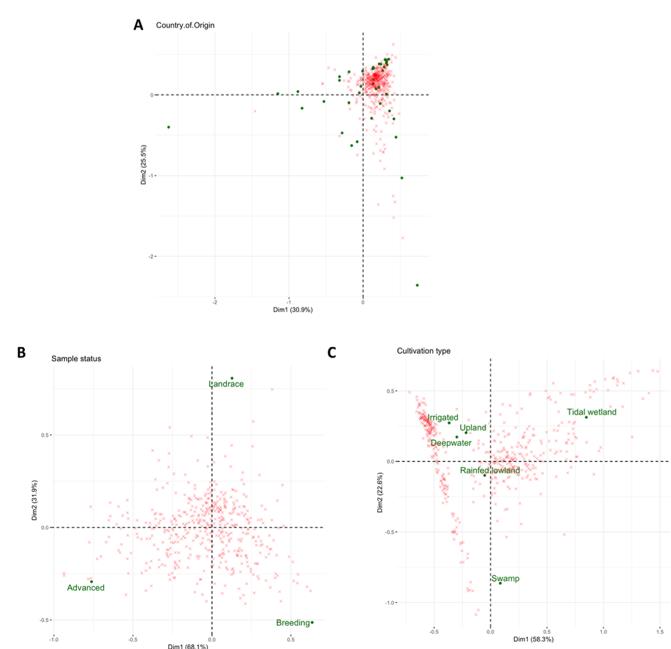 A
Country.of.Origin
0
-1
-2
Dim2 (25.5%)
-2
-1
0
Dim1 (30.9%)
B
Sample status
Landrace
0.5
0.0
-0.5
Dim2 (31.9%)
Advanced
Breeding
-1.0
-0.5
0.0
0.5
Dim1 (68.1%)
C
Cultivation type
0.5
0.0
-0.5
-1.0
Dim2 (22.6%)
Irrigated
Upland
Deepwater
Tidal wetland
Rainfed lowland
Swamp
-0.5
0.0
0.5
1.0
1.5
Dim1 (58.3%)